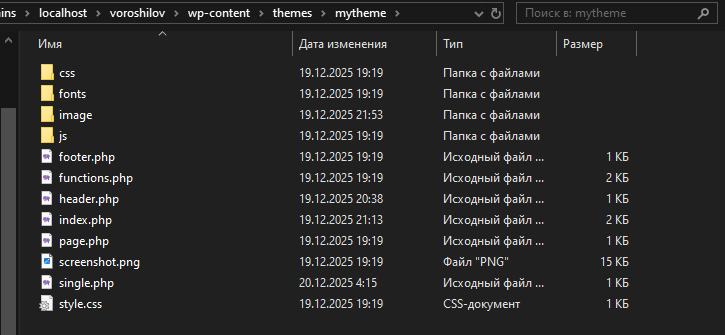 ins › localhost › voroshilov › wp-content › themes › mytheme › Поиск в: mytheme
Имя Дата изменения Тип Размер
css 19.12.2025 19:19 Папка с файлами
fonts 19.12.2025 19:19 Папка с файлами
image 19.12.2025 21:53 Папка с файлами
js 19.12.2025 19:19 Папка с файлами
footer.php 19.12.2025 19:19 Исходный файл ... 1 КБ
functions.php 19.12.2025 19:19 Исходный файл ... 2 КБ
header.php 19.12.2025 20:38 Исходный файл ... 1 КБ
index.php 19.12.2025 21:13 Исходный файл ... 2 КБ
page.php 19.12.2025 19:19 Исходный файл ... 1 КБ
screenshot.png 19.12.2025 19:19 Файл "PNG" 15 КБ
single.php 20.12.2025 4:15 Исходный файл ... 1 КБ
style.css 19.12.2025 19:19 CSS-документ 1 КБ